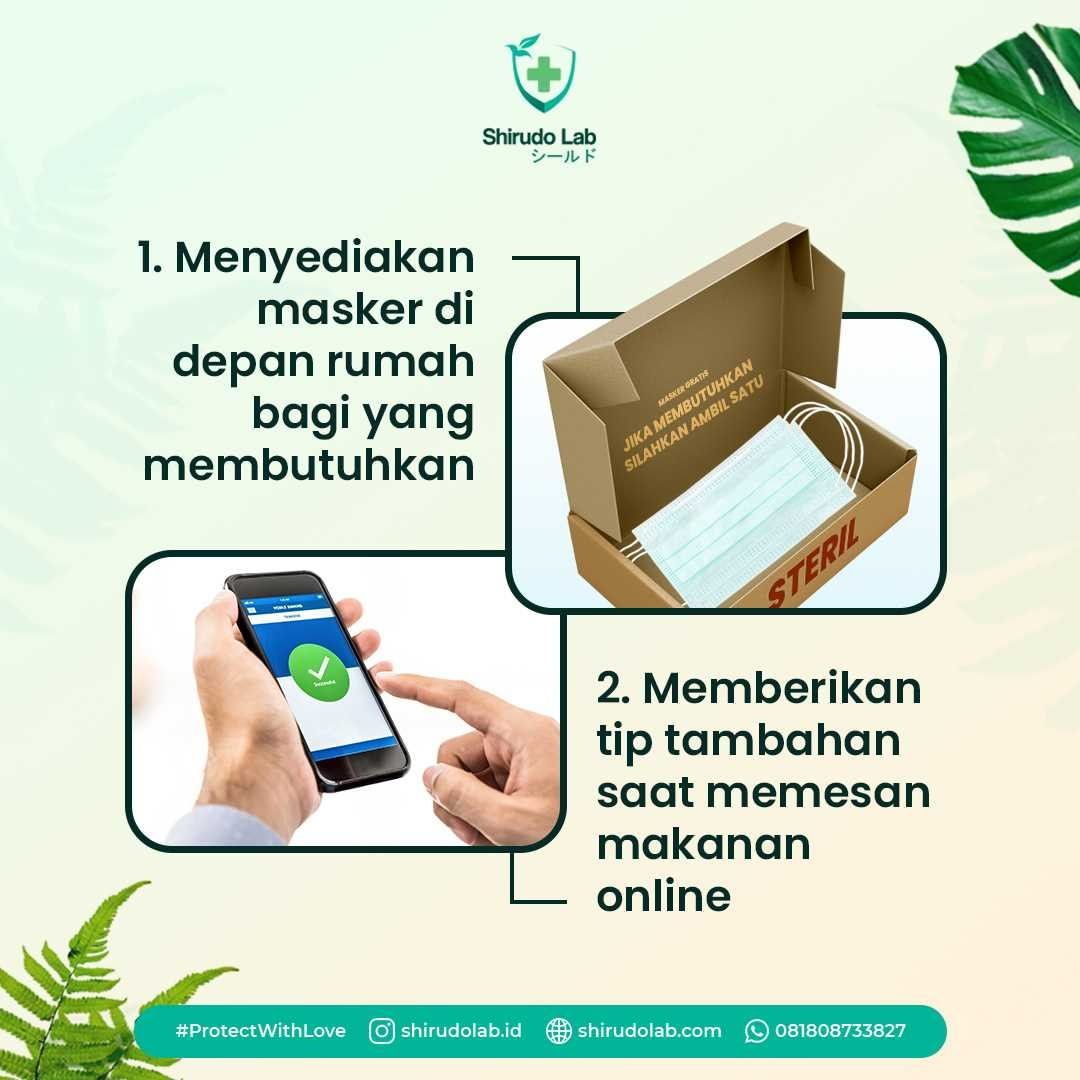 Shirudo Lab
シールド
1. Menyediakan
masker di
depan rumah
bagi yang
membutuhkan
MASKER GRATIS
JIKA MEMBUTUHKAN
SILAHKAN AMBIL SATU
STERIL
2. Memberikan
tip tambahan
saat memesan
makanan
online
#ProtectWithLove shirudolab.id shirudolab.com 081808733827